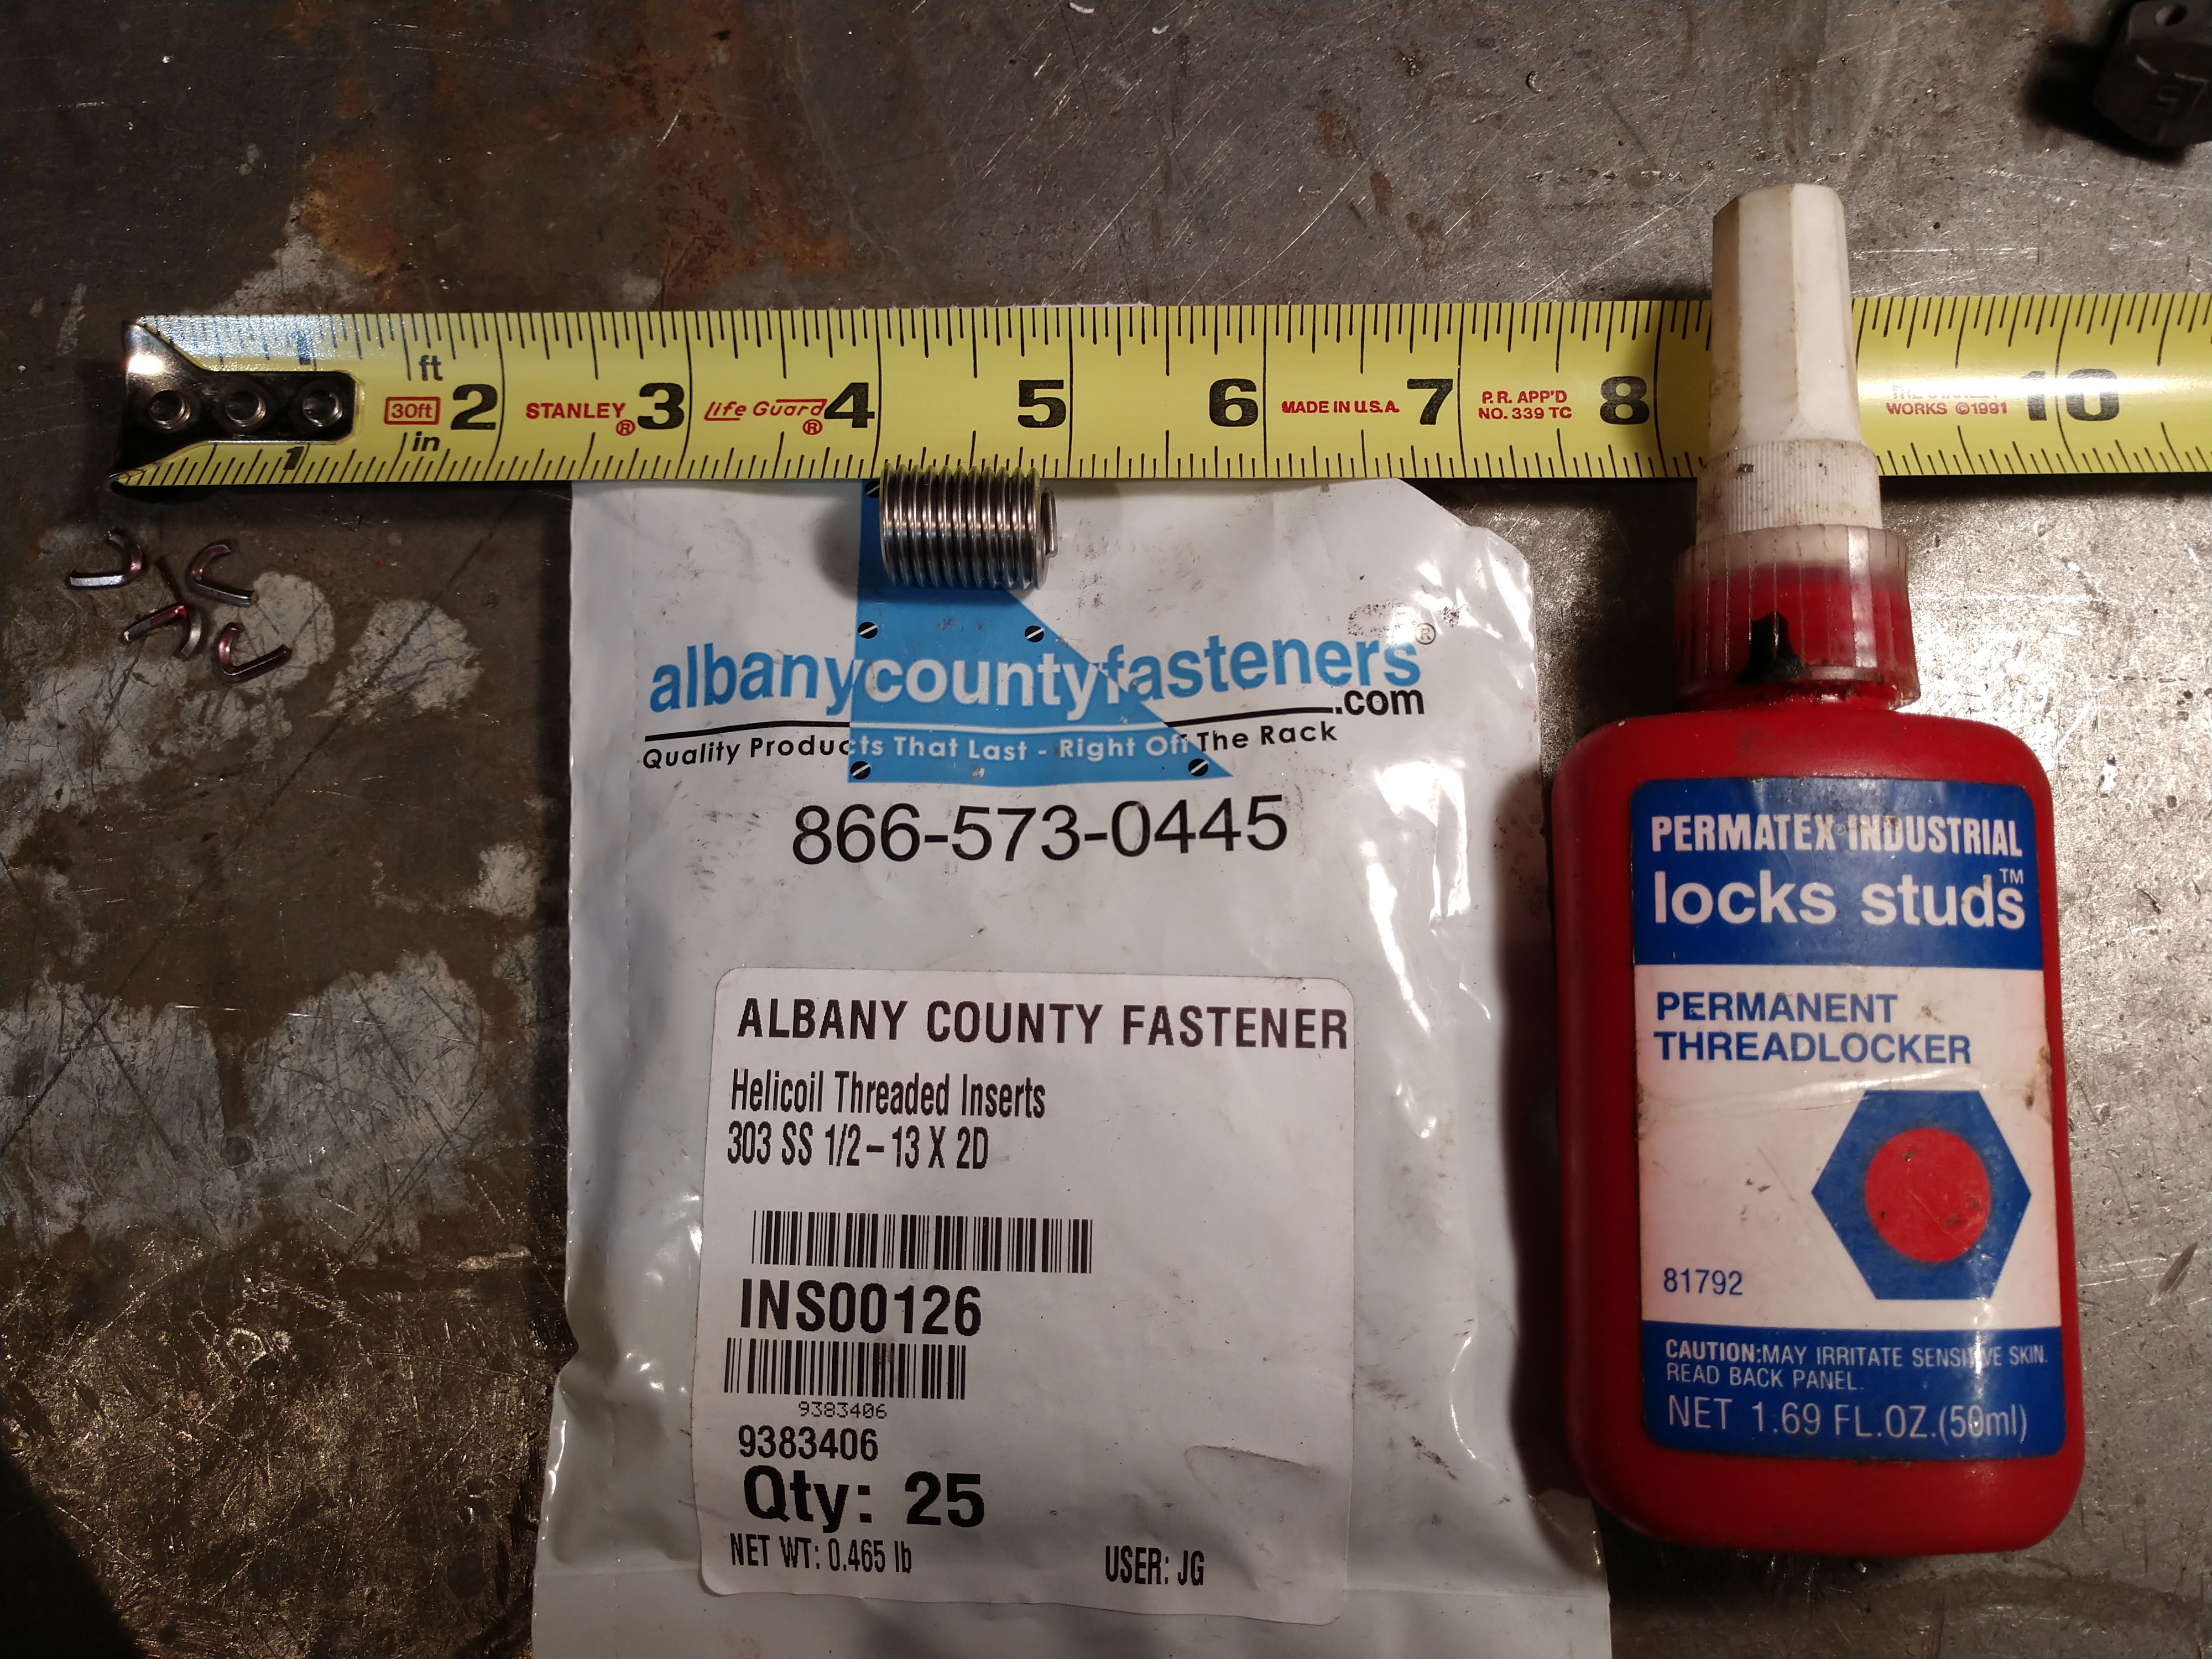 1
ft
30ft
in
1
2
STANLEY®
3
Life Guard®
4
5
6
MADE IN U.S.A.
7
P.R. APP'D
NO. 339 TC
8
WORKS ©1991
10
albanycountyfasteners®
.com
Quality Products That Last - Right Off The Rack
866-573-0445
ALBANY COUNTY FASTENER
Helicoil Threaded Inserts
303 SS 1/2-13 X 2D
INS00126
9383406
9383406
Qty: 25
NET WT: 0.465 lb
USER: JG
PERMATEX® INDUSTRIAL
locks studs™
PERMANENT
THREADLOCKER
81792
CAUTION:MAY IRRITATE SENSITIVE SKIN.
READ BACK PANEL.
NET 1.69 FL.OZ.(50ml)